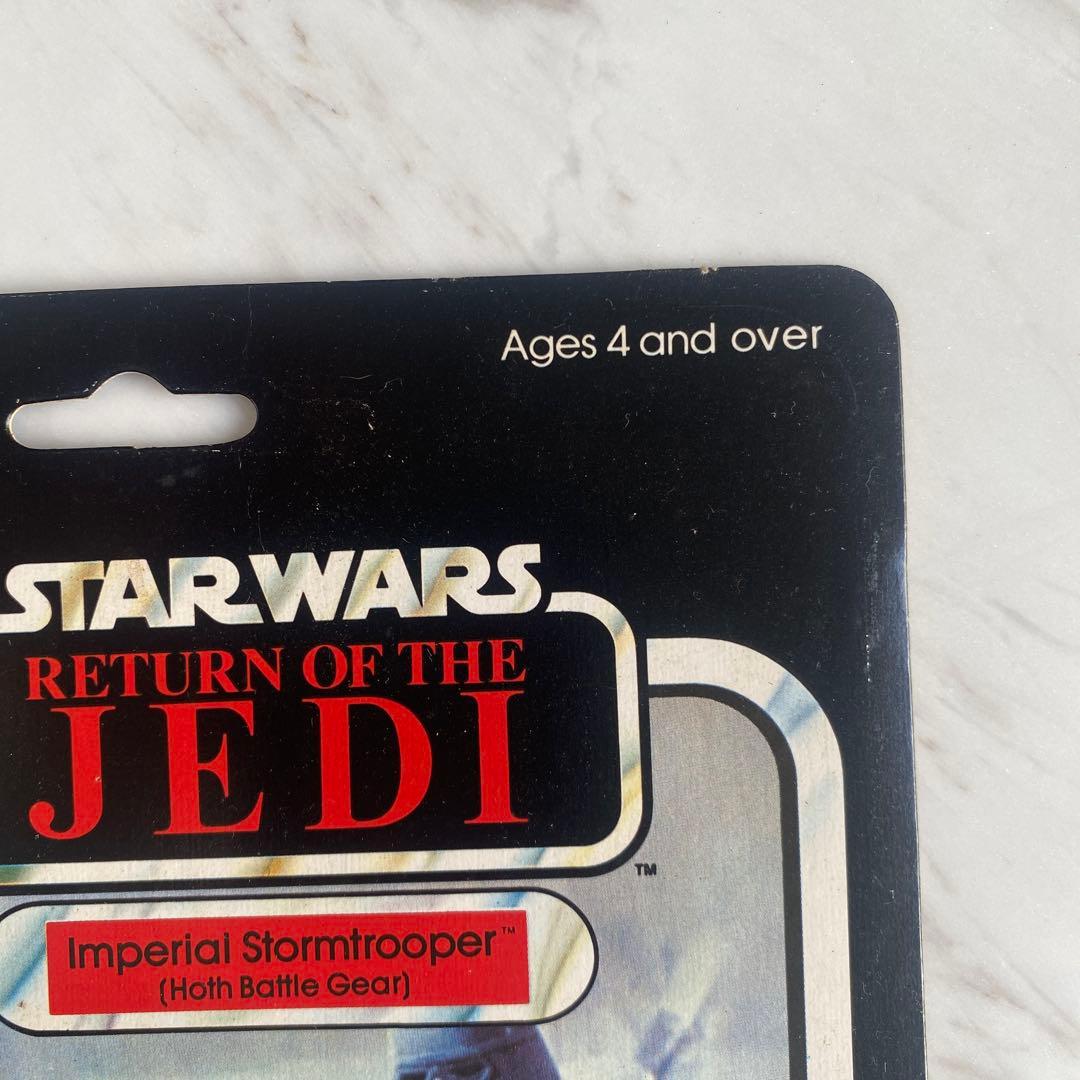 Ages 4 and over
STAR WARS
RETURN OF THE
JEDI
TM
Imperial Stormtrooper™
(Hoth Battle Gear)